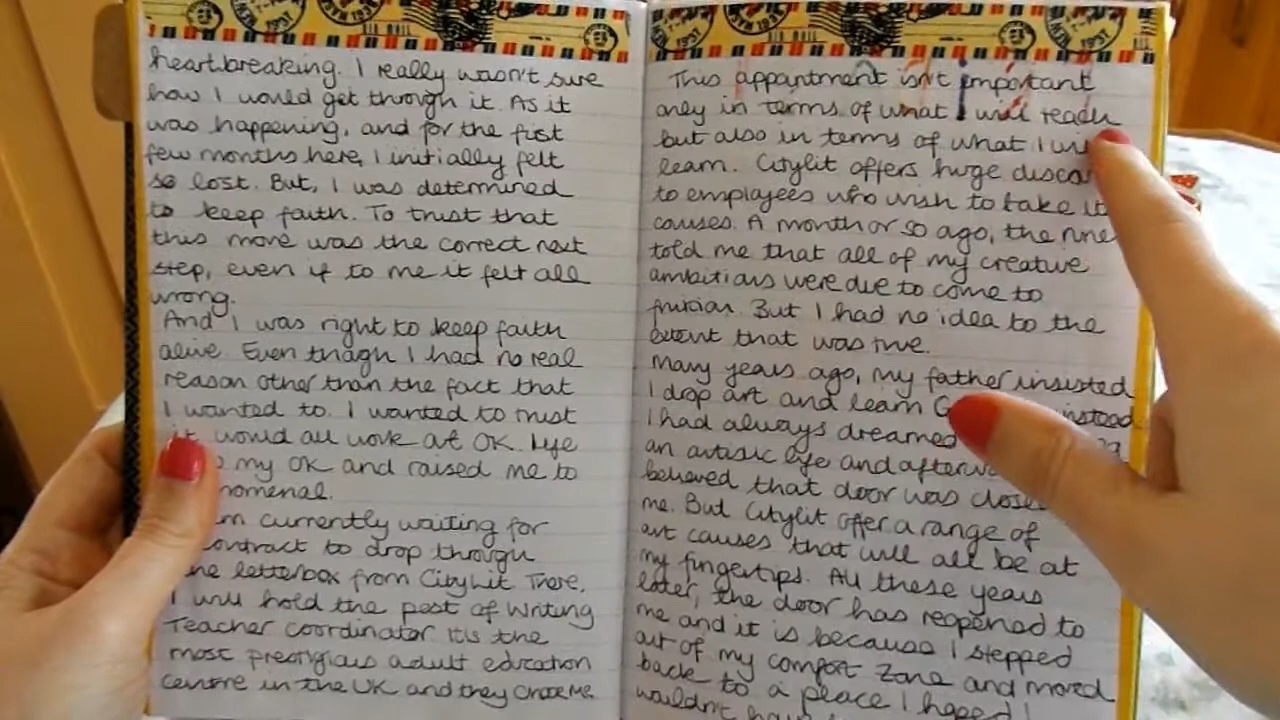 AIR MAIL
AIR MAIL
heartbreaking. I really wasn't sure
how I would get through it. As it
was happening, and for the first
few months here, I initially felt
so lost. But, I was determined
to keep faith. To trust that
this move was the correct next
step, even if to me it felt all
wrong.
And I was right to keep faith
alive. Even though I had no real
reason other than the fact that
I wanted to. I wanted to trust
it would all work out OK. Life
my OK and raised me to
currently waiting for
contract to drop through
letterbox from CityLit. There,
I will hold the post of Writing
Teacher coordinator. It is the
most prestigious adult education
centre in the UK and they chose me.
This appointment isn't important
only in terms of what I will teach
but also in terms of what I
learn. Citylit offers huge
to employees who wish to take
courses. A month or so ago, the
told me that all of my creative
ambitions were due to come to
fruition. But I had no idea to the
extent that was true.
Many years ago, my father insisted
I drop art and learn instead
I had always dreamed
an artistic life and
believed that door was
me. But Citylit offer a range of
art courses that will all be at
my fingertips. All these years
later, the door has reopened to
me and it is because I stepped
out of my comfort zone and moved
back to a place I hoped I
wouldn't